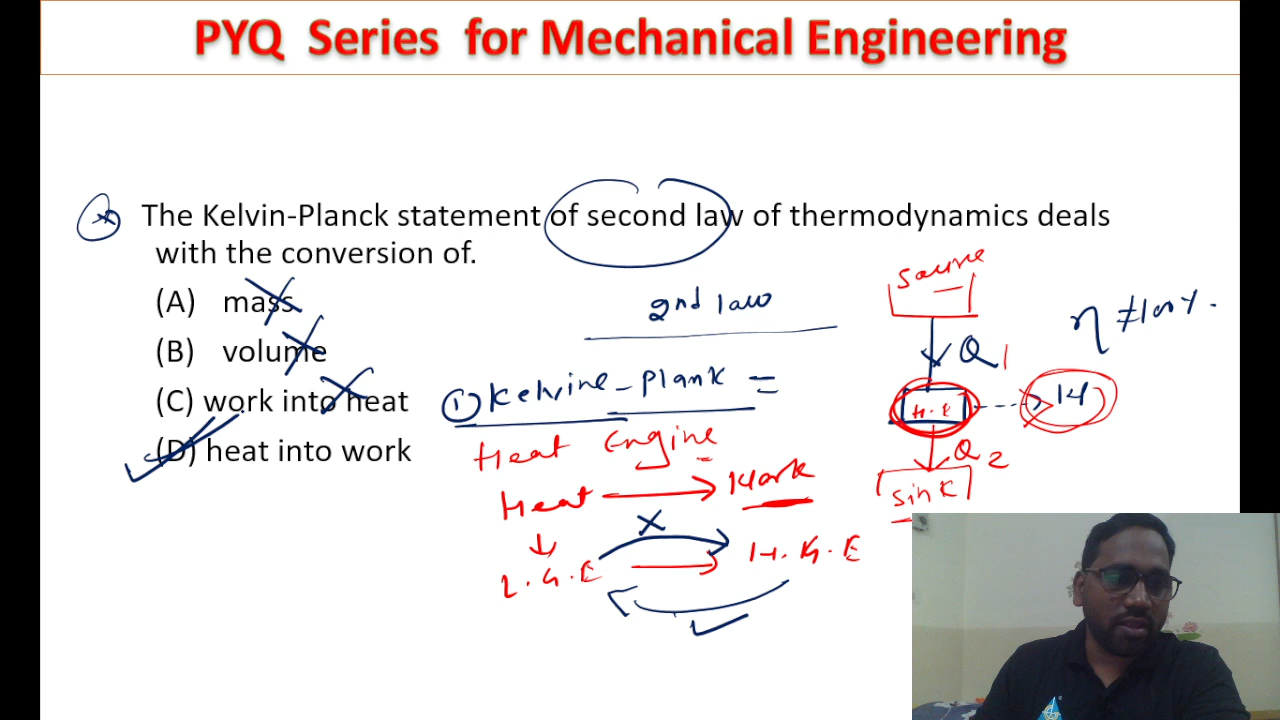 PYQ Series for Mechanical Engineering
The Kelvin-Planck statement of second law of thermodynamics deals
with the conversion of.
(A) mass
(B) volume
(C) work into heat
(D) heat into work
2nd law
① Kelvine-plank =
Heat Engine
Heat → Work
L.G.E → H.G.E
Source
Q1
H.E
W
Q2
Sink
η ≠ 100%.